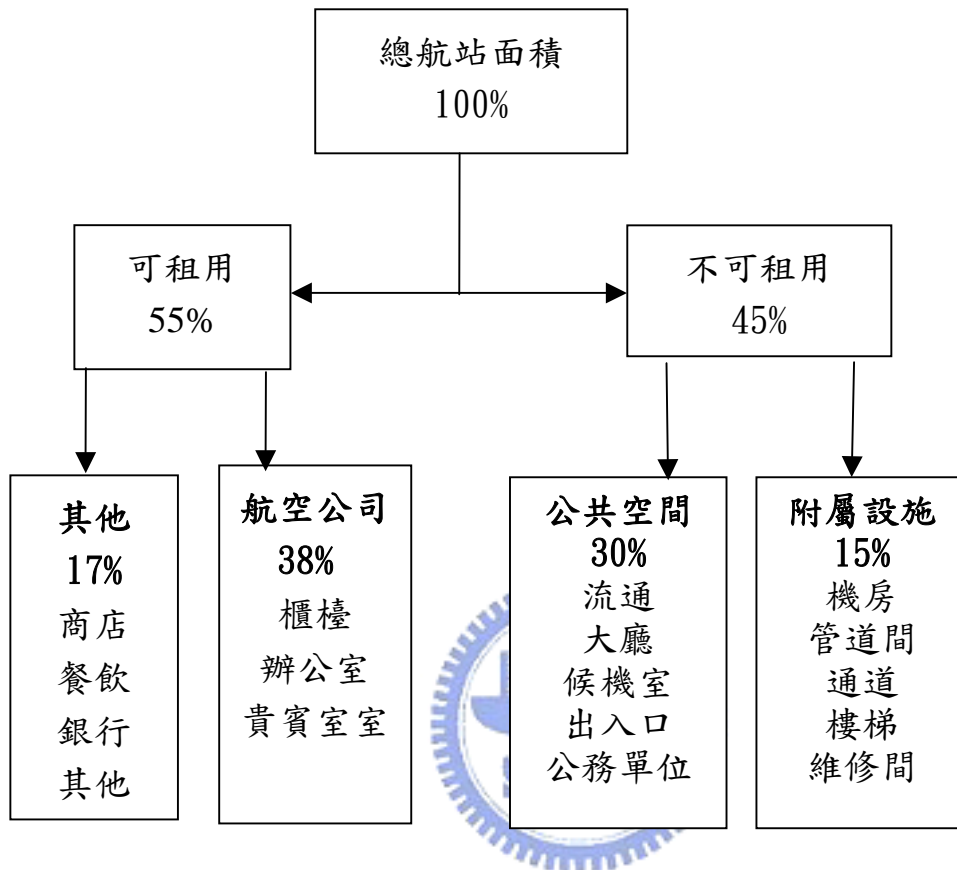 總航站面積
100%
可租用
55%
不可租用
45%
其他
17%
商店
餐飲
銀行
其他
航空公司
38%
櫃檯
辦公室
貴賓室室
公共空間
30%
流通
大廳
候機室
出入口
公務單位
附屬設施
15%
機房
管道間
通道
樓梯
維修間